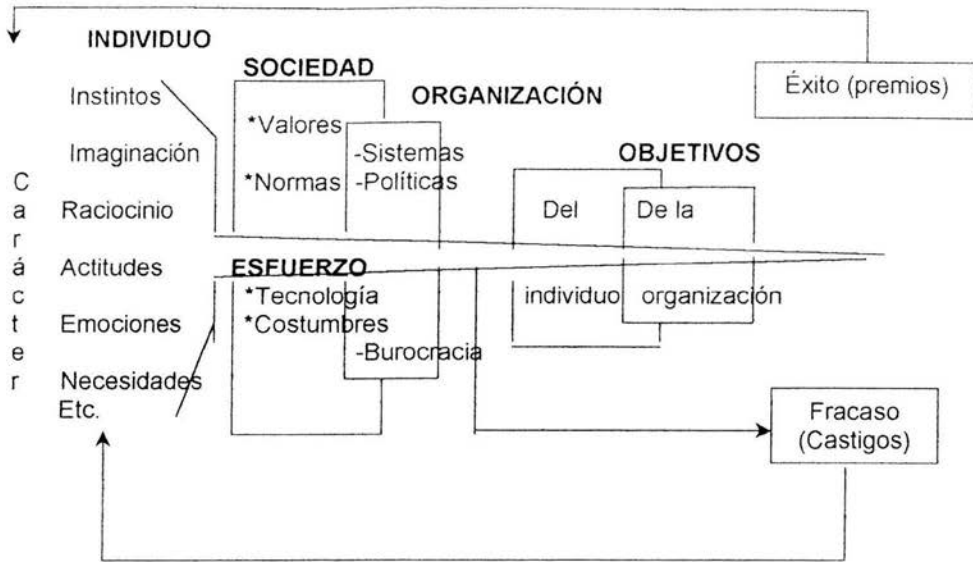 INDIVIDUO
SOCIEDAD
ORGANIZACIÓN
Éxito (premios)
Instintos
*Valores
Imaginación
-Sistemas
OBJETIVOS
*Normas
-Políticas
Carácter
Raciocinio
Del
De la
Actitudes
ESFUERZO
*Tecnología
individuo
organización
Emociones
*Costumbres
-Burocracia
Necesidades
Etc.
Fracaso
(Castigos)